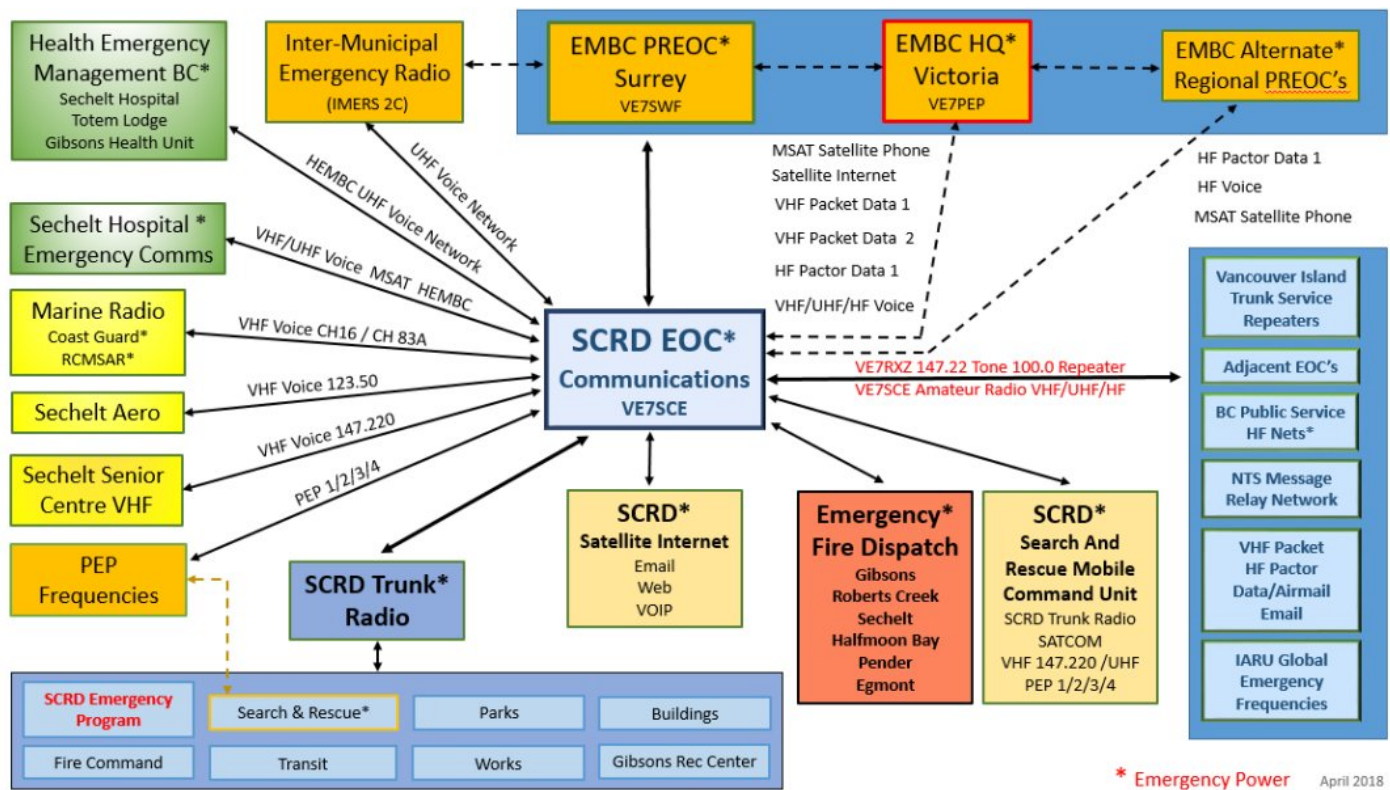 Health Emergency
Management BC*
Sechelt Hospital
Totem Lodge
Gibsons Health Unit
Inter-Municipal
Emergency Radio
(IMERS 2C)
EMBC PREOC*
Surrey
VE7SWF
EMBC HQ*
Victoria
VE7PEP
EMBC Alternate*
Regional PREOC's
MSAT Satellite Phone
Satellite Internet
VHF Packet Data 1
VHF Packet Data 2
HF Pactor Data 1
VHF/UHF/HF Voice
HF Pactor Data 1
HF Voice
MSAT Satellite Phone
UHF Voice Network
HEMBC UHF Voice Network
Sechelt Hospital *
Emergency Comms
VHF/UHF Voice MSAT HEMBC
Marine Radio
Coast Guard*
RCMSAR*
VHF Voice CH16 / CH 83A
Sechelt Aero
VHF Voice 123.50
Sechelt Senior
Centre VHF
VHF Voice 147.220
PEP
Frequencies
PEP 1/2/3/4
SCRD EOC*
Communications
VE7SCE
VE7RXZ 147.22 Tone 100.0 Repeater
VE7SCE Amateur Radio VHF/UHF/HF
Vancouver Island
Trunk Service
Repeaters
Adjacent EOC's
BC Public Service
HF Nets*
NTS Message
Relay Network
VHF Packet
HF Pactor
Data/Airmail
Email
IARU Global
Emergency
Frequencies
SCRD Trunk*
Radio
SCRD*
Satellite Internet
Email
Web
VOIP
Emergency*
Fire Dispatch
Gibsons
Roberts Creek
Sechelt
Halfmoon Bay
Pender
Egmont
SCRD*
Search And
Rescue Mobile
Command Unit
SCRD Trunk Radio
SATCOM
VHF 147.220 /UHF
PEP 1/2/3/4
SCRD Emergency
Program
Search & Rescue*
Parks
Buildings
Fire Command
Transit
Works
Gibsons Rec Center
* Emergency Power
April 2018